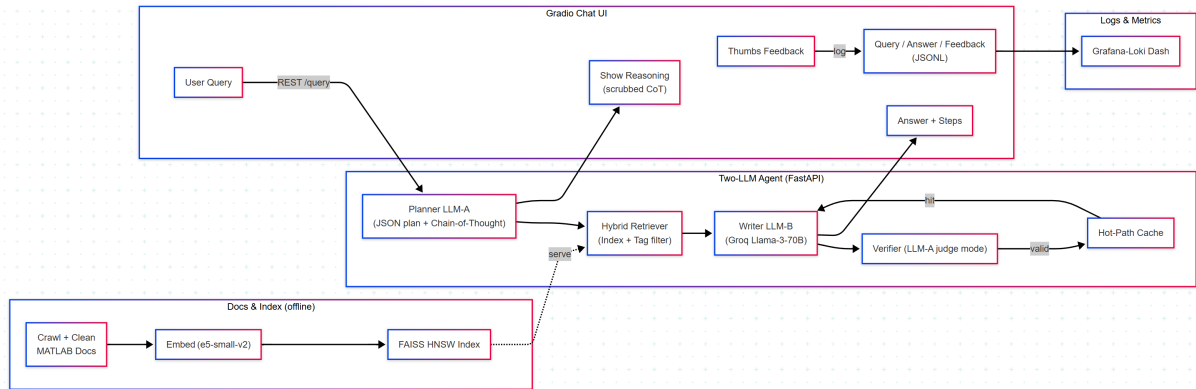 Gradio Chat UI
User Query
REST /query
Show Reasoning
(scrubbed CoT)
Thumbs Feedback
log
Query / Answer / Feedback
(JSONL)
Answer + Steps
Logs & Metrics
Grafana-Loki Dash
Two-LLM Agent (FastAPI)
Planner LLM-A
(JSON plan + Chain-of-Thought)
Hybrid Retriever
(Index + Tag filter)
Writer LLM-B
(Groq Llama-3-70B)
Verifier (LLM-A judge mode)
valid
hit
Hot-Path Cache
serve
Docs & Index (offline)
Crawl + Clean
MATLAB Docs
Embed (e5-small-v2)
FAISS HNSW Index